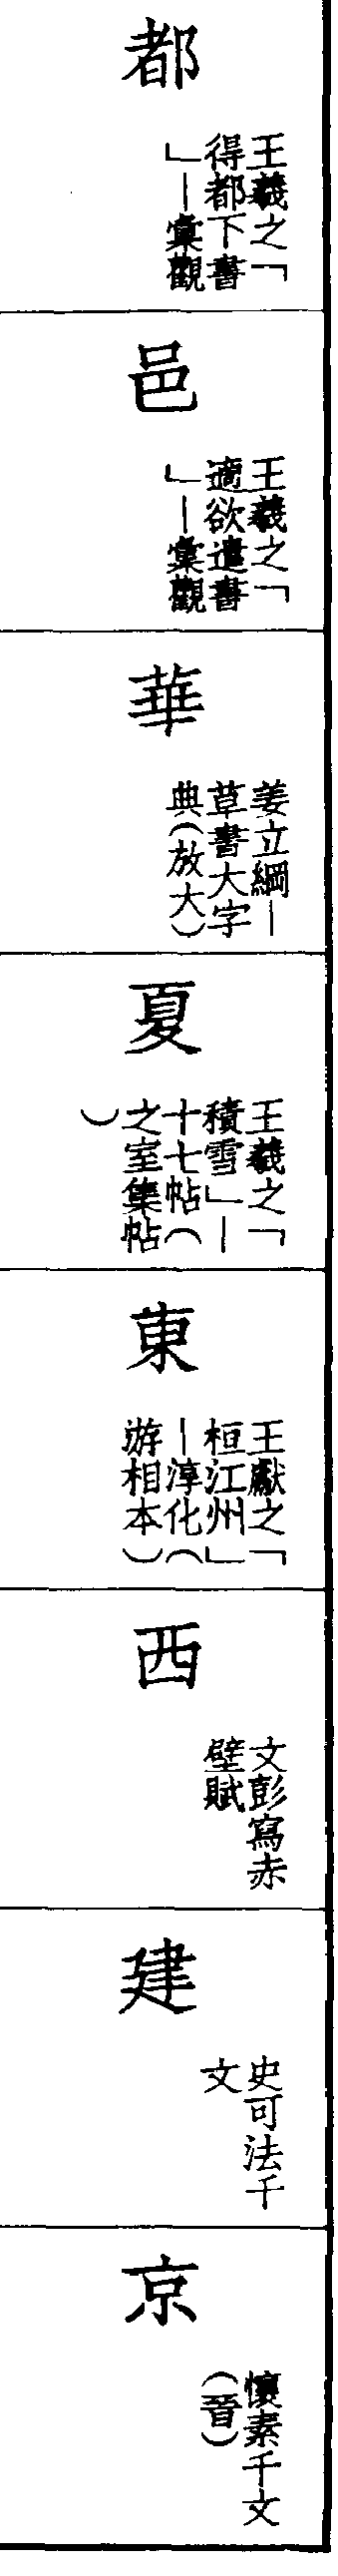 都
王羲之「
得都下書
」—彙觀
邑
王羲之「
適欲遣書
」—彙觀
華
姜立綱—
草書大字
典(放大)
夏
王羲之「
積雪」—
十七帖(
之室集帖
)
東
王獻之「
桓江州」
—淳化(
游相本)
西
文彭寫赤
壁賦
建
史可法千
文
京
懷素千文
(晉)